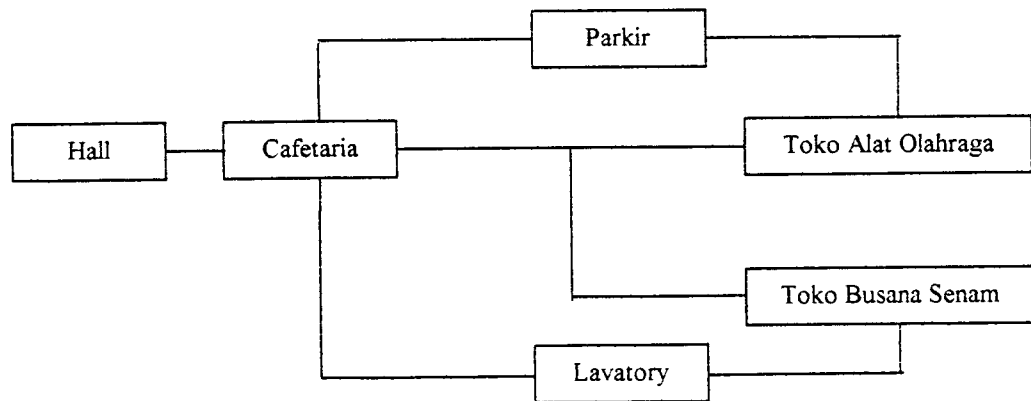 Parkir
Hall
Cafetaria
Toko Alat Olahraga
Toko Busana Senam
Lavatory